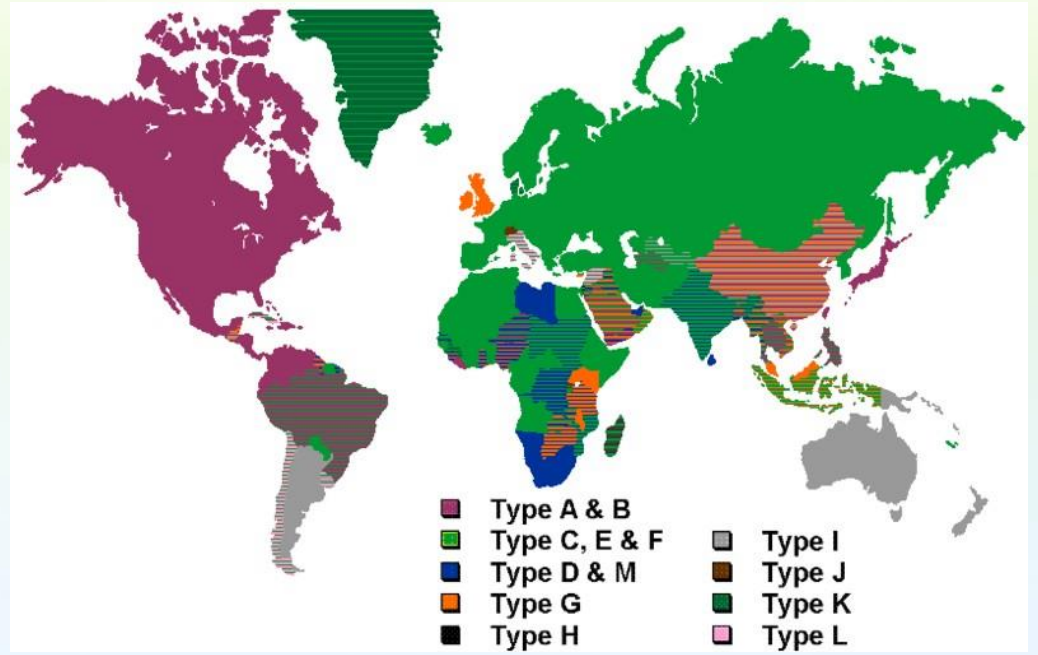 Type A & B
Type C, E & F
Type D & M
Type G
Type H
Type I
Type J
Type K
Type L